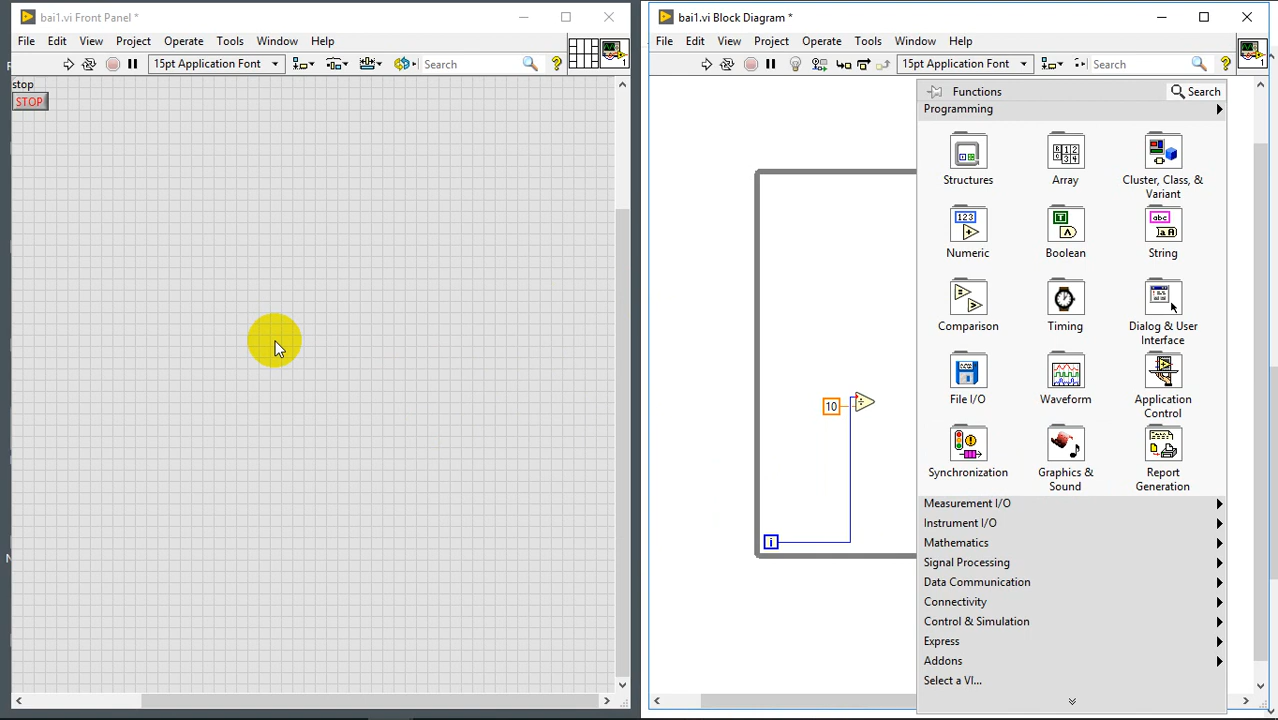 bai1.vi Front Panel *
File Edit View Project Operate Tools Window Help
15pt Application Font
Search
?
1
stop
STOP
bai1.vi Block Diagram *
File Edit View Project Operate Tools Window Help
15pt Application Font
Search
?
1
10
i
Functions
Search
Programming
Structures
Array
Cluster, Class, &
Variant
Numeric
Boolean
String
Comparison
Timing
Dialog & User
Interface
File I/O
Waveform
Application
Control
Synchronization
Graphics &
Sound
Report
Generation
Measurement I/O
Instrument I/O
Mathematics
Signal Processing
Data Communication
Connectivity
Control & Simulation
Express
Addons
Select a VI...